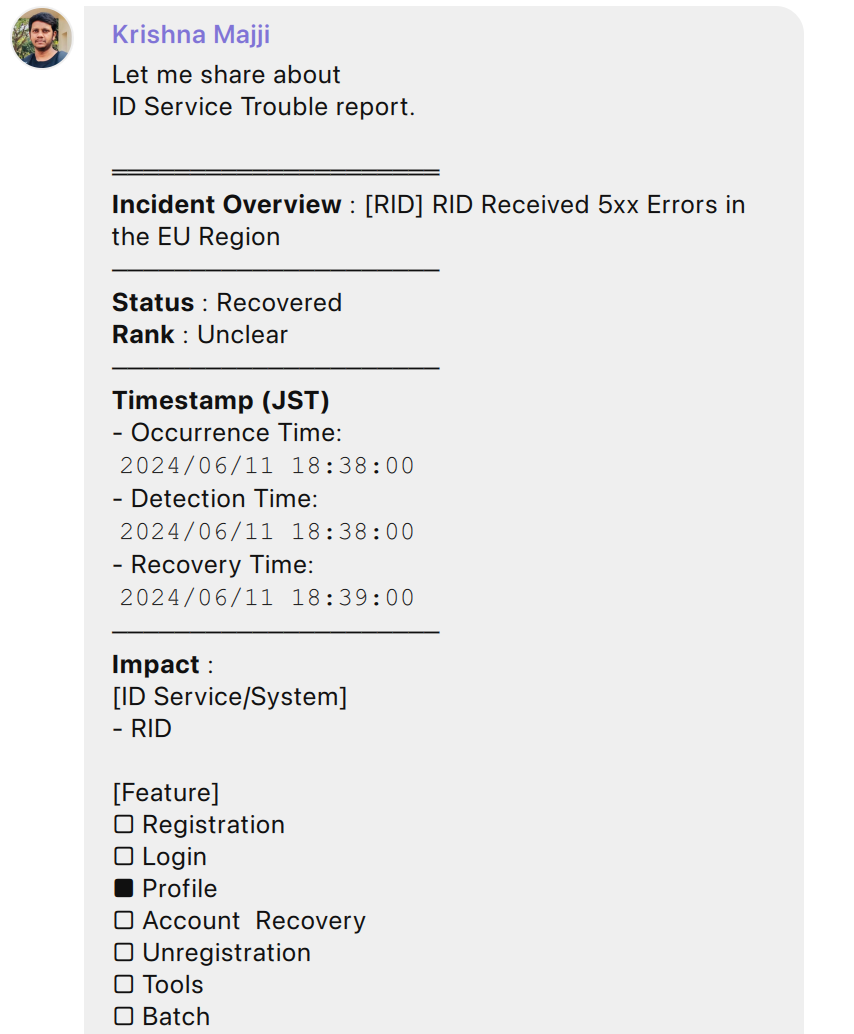 Krishna Majji
Let me share about
ID Service Trouble report.
Incident Overview : [RID] RID Received 5xx Errors in
the EU Region
Status : Recovered
Rank : Unclear
Timestamp (JST)
- Occurrence Time:
2024/06/11 18:38:00
- Detection Time:
2024/06/11 18:38:00
- Recovery Time:
2024/06/11 18:39:00
Impact :
[ID Service/System]
- RID
[Feature]
☐ Registration
☐ Login
■ Profile
☐ Account  Recovery
☐ Unregistration
☐ Tools
☐ Batch